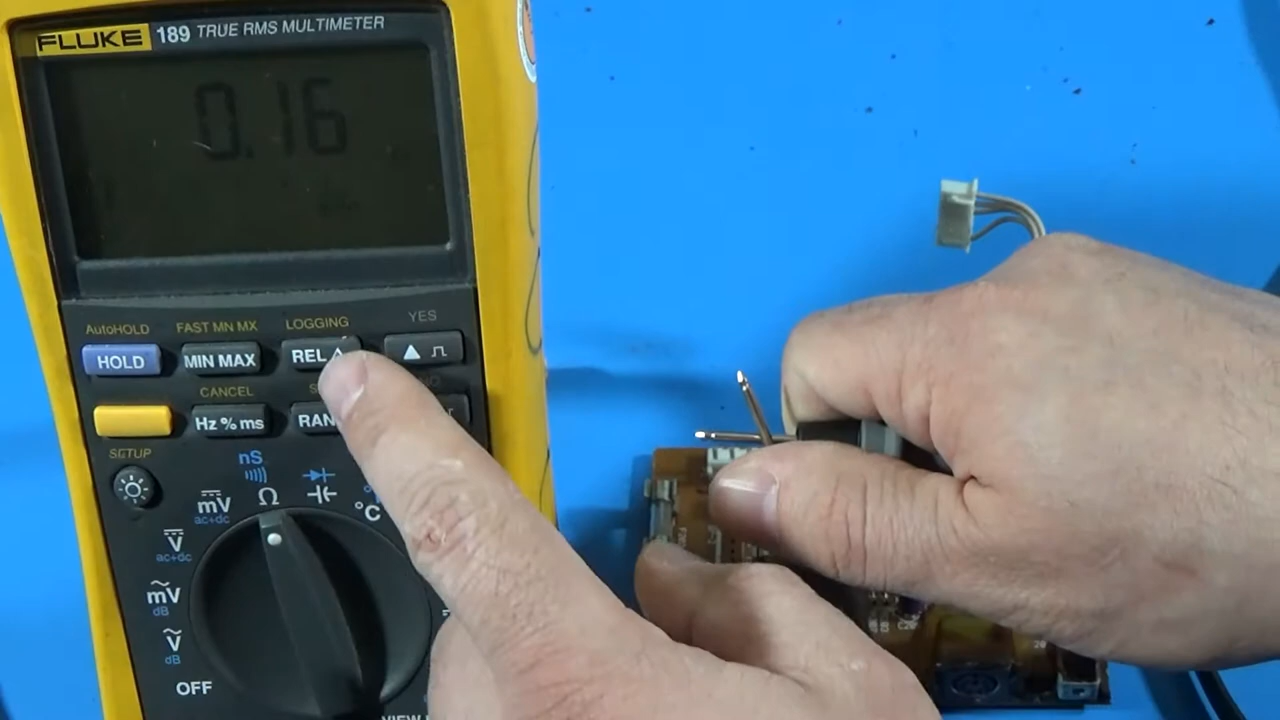 FLUKE 189 TRUE RMS MULTIMETER
0.16
AutoHOLD FAST MN MX LOGGING YES
HOLD MIN MAX REL △ ▲
CANCEL
Hz % ms
SETUP
nS
Ω
°C
mV
ac+dc
V
ac+dc
mV
dB
V
dB
OFF